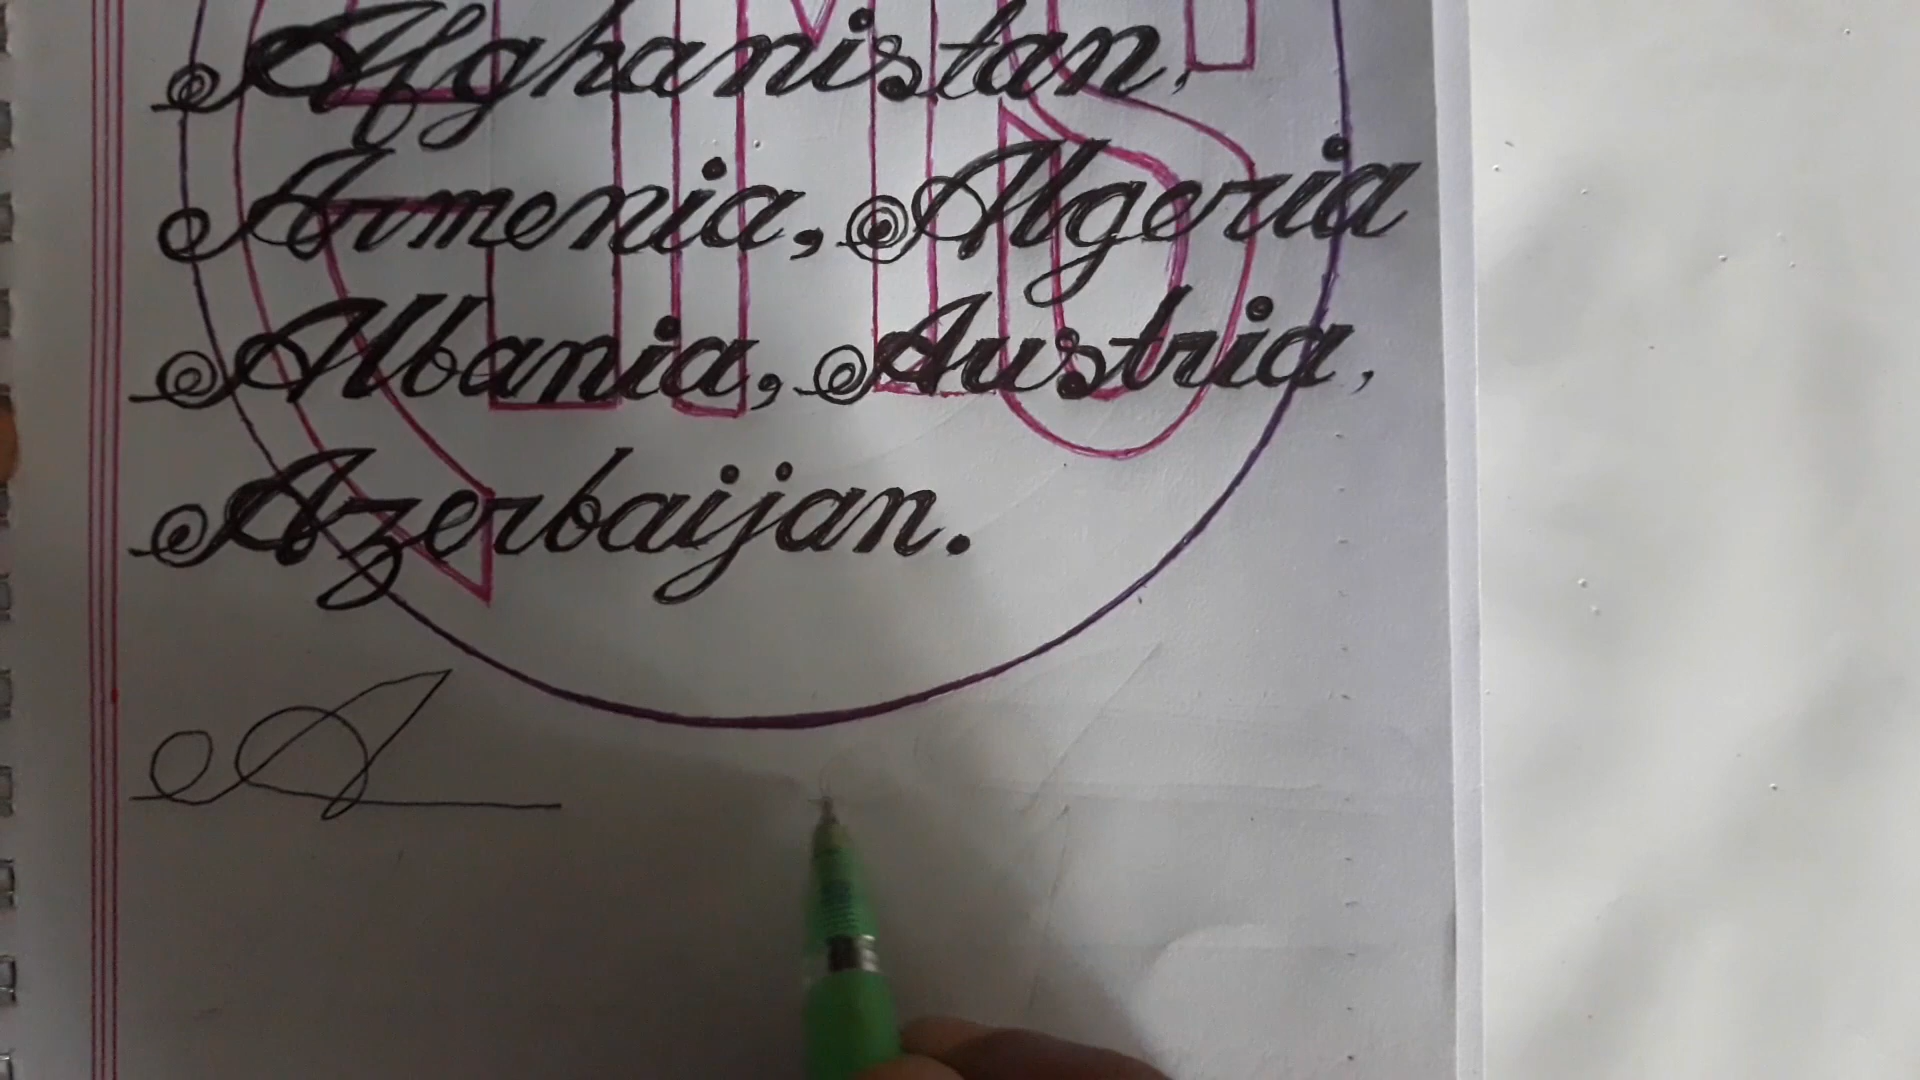 Afghanistan,
Armenia, Algeria
Albania, Austria,
Azerbaijan.
A